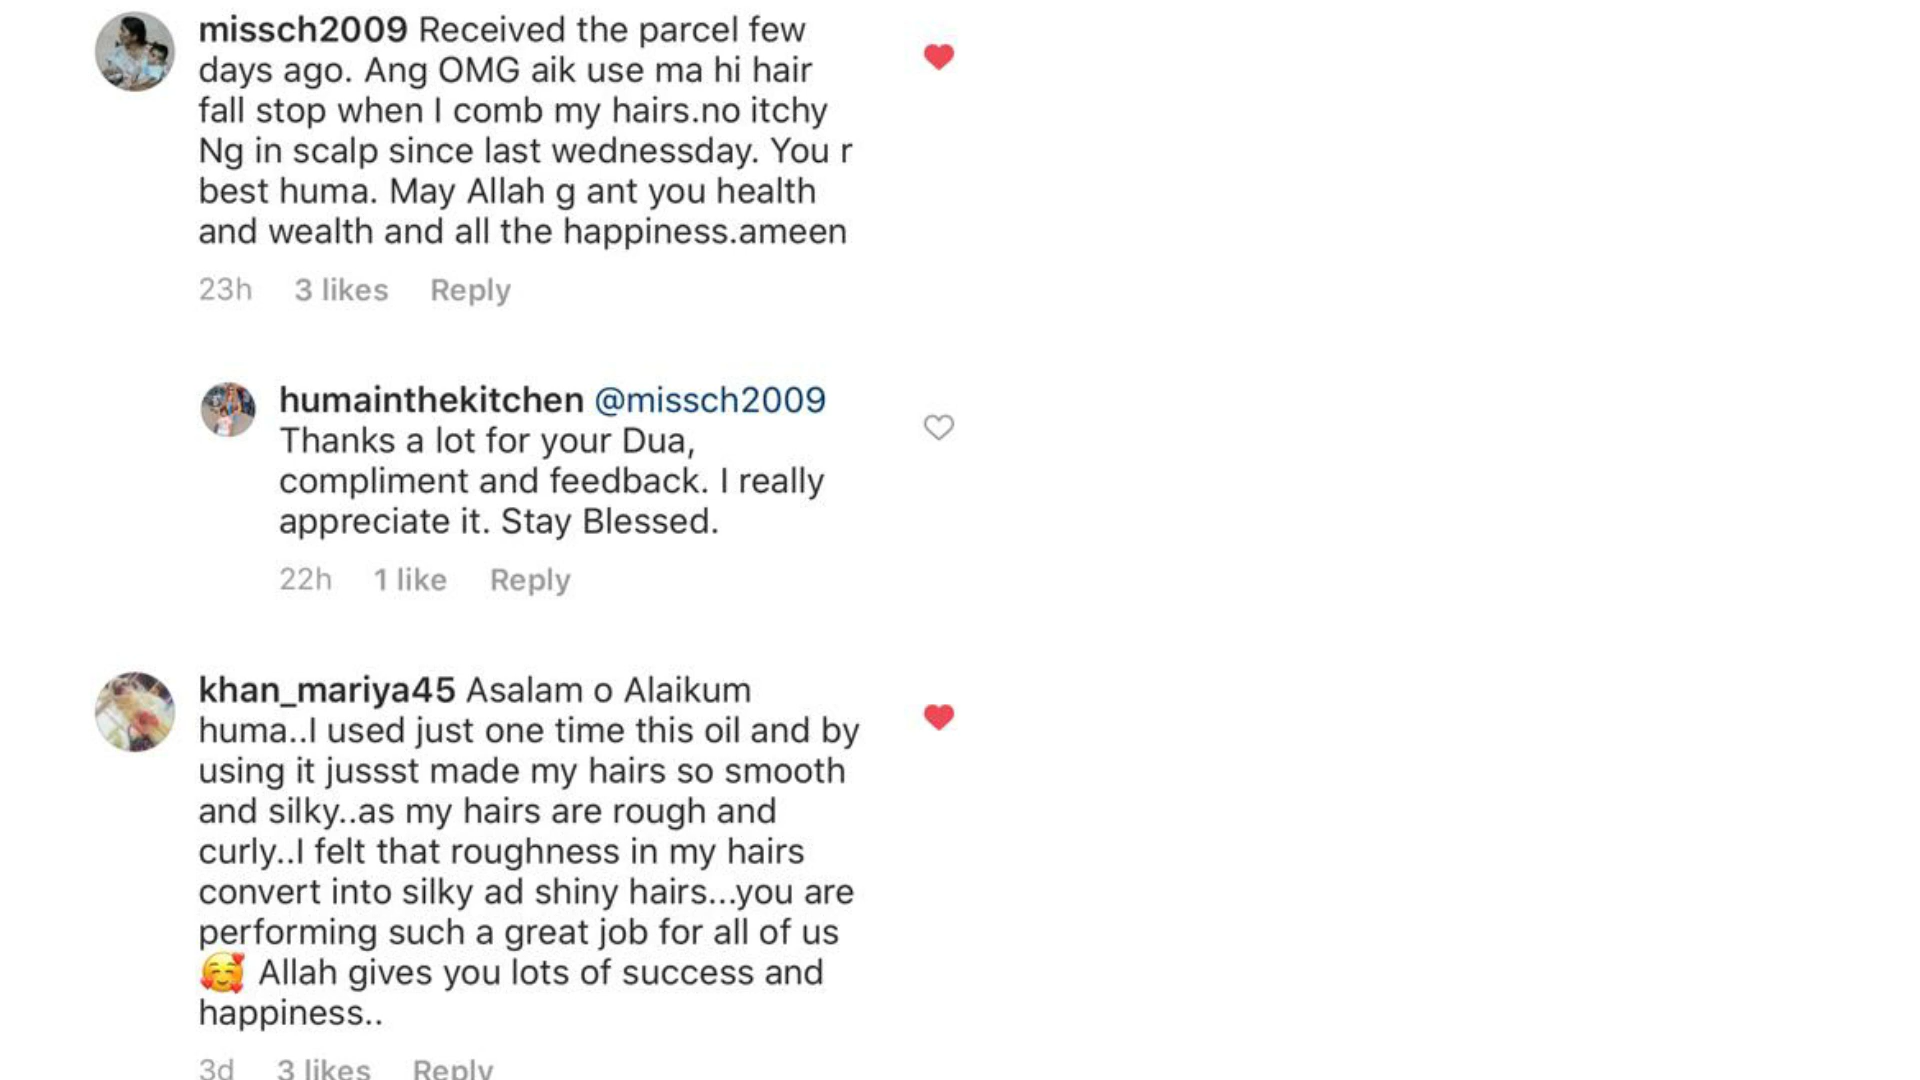 missch2009 Received the parcel few
days ago. Ang OMG aik use ma hi hair
fall stop when I comb my hairs.no itchy
Ng in scalp since last wednessday. You r
best huma. May Allah g ant you health
and wealth and all the happiness.ameen
23h 3 likes Reply
humainthekitchen @missch2009
Thanks a lot for your Dua,
compliment and feedback. I really
appreciate it. Stay Blessed.
22h 1 like Reply
khan_mariya45 Asalam o Alaikum
huma..I used just one time this oil and by
using it jussst made my hairs so smooth
and silky..as my hairs are rough and
curly..I felt that roughness in my hairs
convert into silky ad shiny hairs...you are
performing such a great job for all of us
🥰 Allah gives you lots of success and
happiness..
3d 3 likes Reply